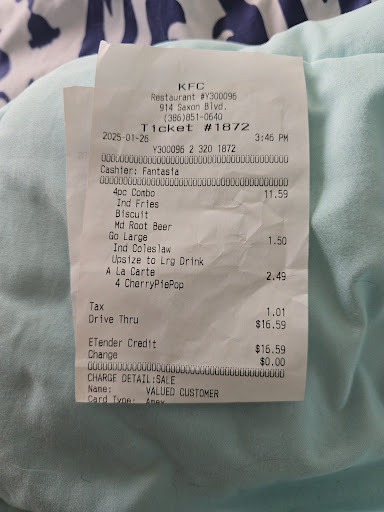 KFC
Restaurant #Y300096
914 Saxon Blvd.
(386)851-0640
Ticket #1872
2025-01-26 3:46 PM
Y300096 2 320 1872
Cashier: Fantasia
4pc Combo 11.59
Ind Fries
Biscuit
Md Root Beer
Go Large 1.50
Ind Coleslaw
Upsize to Lrg Drink
A La Carte 2.49
4 CherryPiePop
Tax 1.01
Drive Thru $16.59
ETender Credit $16.59
Change $0.00
CHARGE DETAIL:SALE
Name: VALUED CUSTOMER
Card Type: Amex